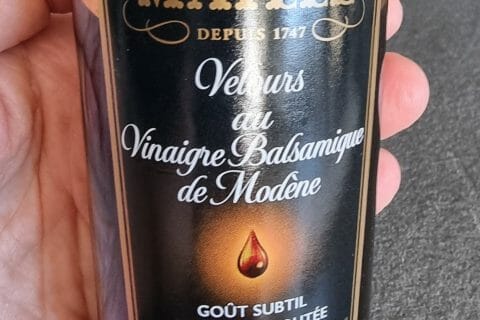 DEPUIS 1747
Velours
au
Vinaigre Balsamique
de Modène
GOÛT SUBTIL